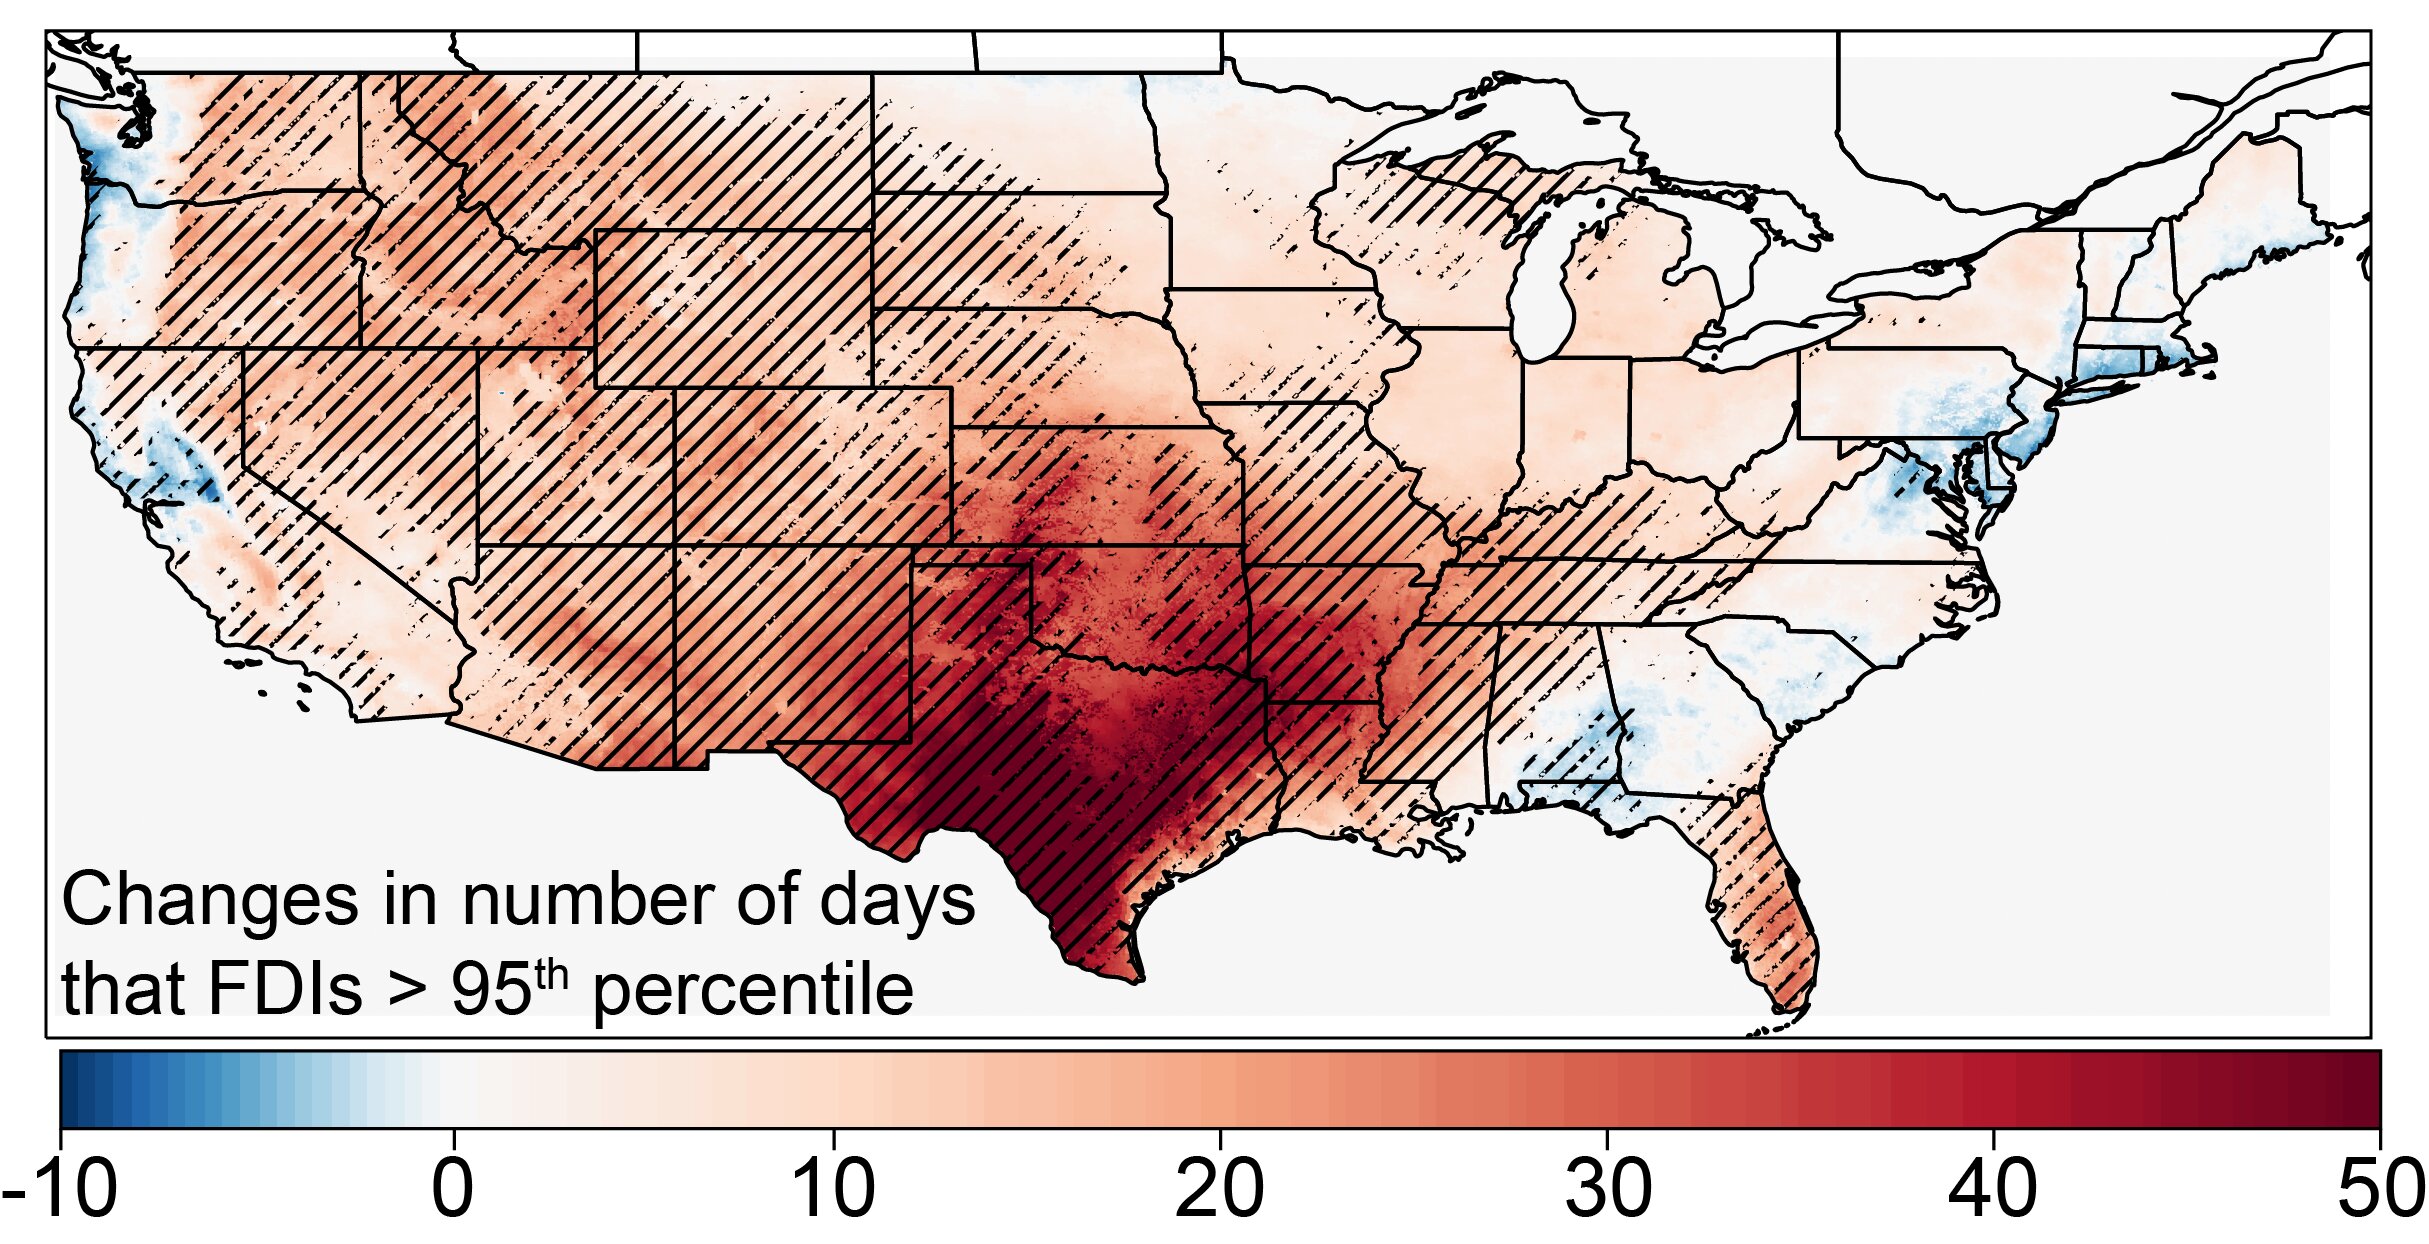 Changes in number of days
that FDIs > 95th percentile
-10 0 10 20 30 40 50